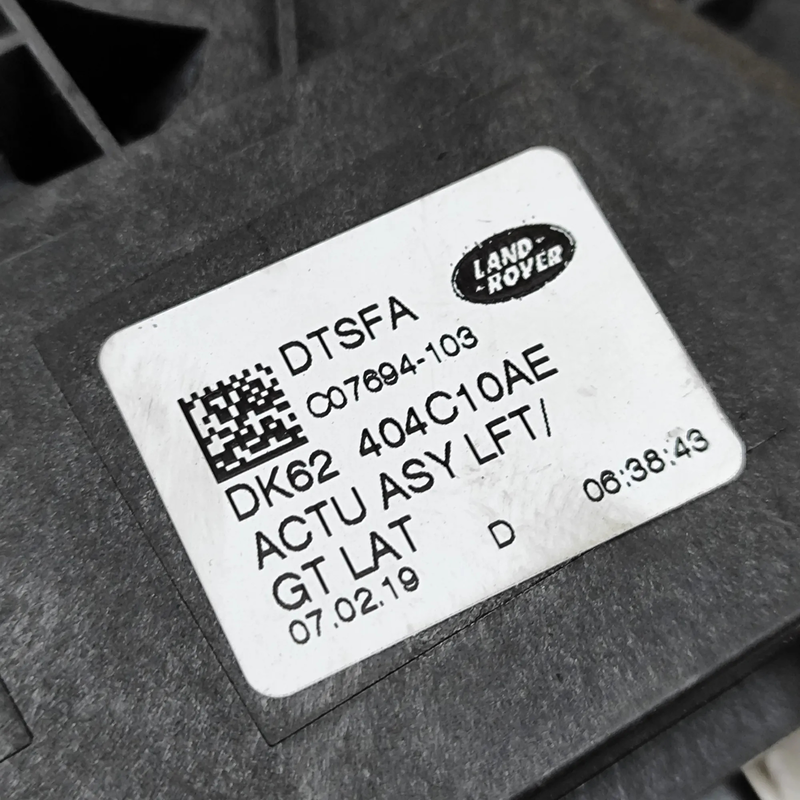 LAND-
-ROVER
DTSFA
C07694-103
DK62 404C10AE
ACTU ASY LFT/
GT LAT D 06:38:43
07.02.19